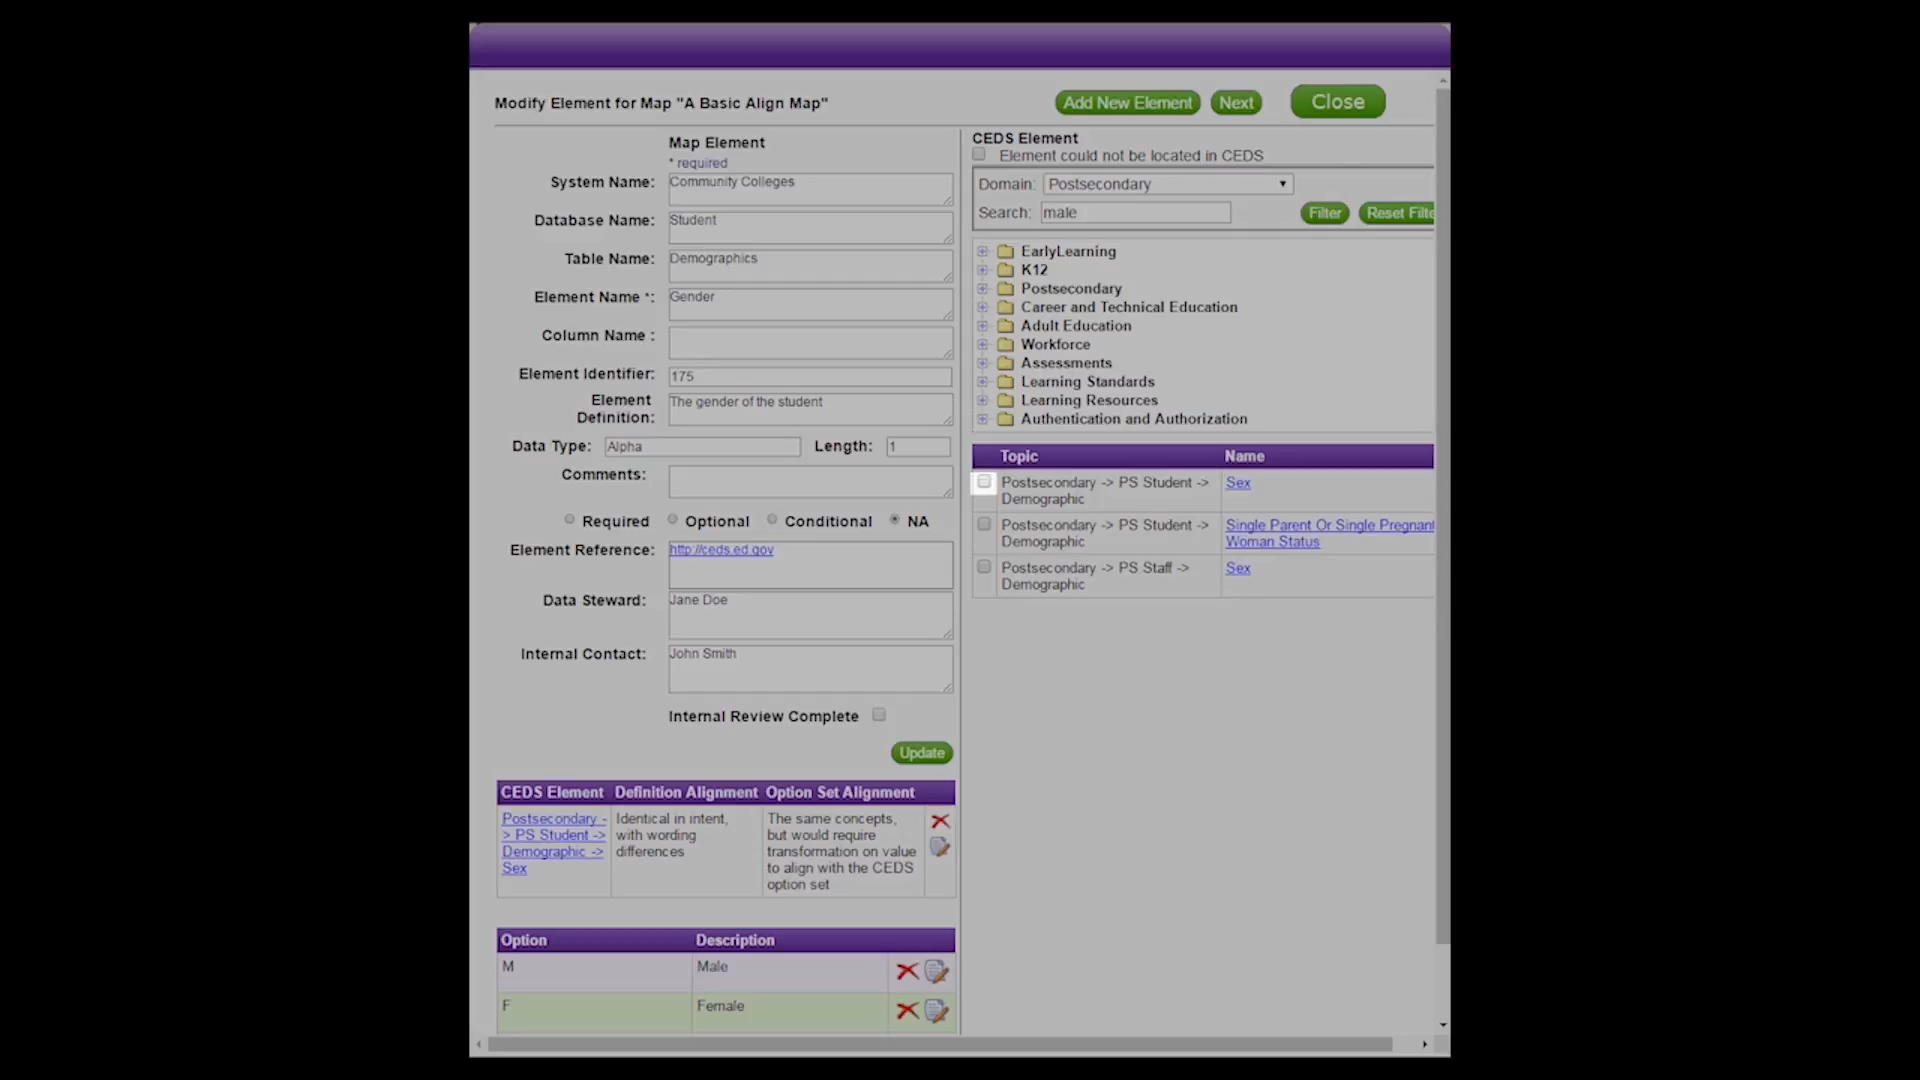 Modify Element for Map "A Basic Align Map"
Add New Element
Next
Close
Map Element
* required
System Name:
Community Colleges
Database Name:
Student
Table Name:
Demographics
Element Name *:
Gender
Column Name :
Element Identifier:
175
Element
Definition:
The gender of the student
Data Type:
Alpha
Length:
1
Comments:
Required
Optional
Conditional
NA
Element Reference:
http://ceds.ed.gov
Data Steward:
Jane Doe
Internal Contact:
John Smith
Internal Review Complete
Update
CEDS Element
Definition Alignment
Option Set Alignment
Postsecondary -
> PS Student ->
Demographic ->
Sex
Identical in intent,
with wording
differences
The same concepts,
but would require
transformation on value
to align with the CEDS
option set
Option
Description
M
Male
F
Female
CEDS Element
Element could not be located in CEDS
Domain:
Postsecondary
Search:
male
Filter
Reset Filte
EarlyLearning
K12
Postsecondary
Career and Technical Education
Adult Education
Workforce
Assessments
Learning Standards
Learning Resources
Authentication and Authorization
Topic
Name
Postsecondary -> PS Student ->
Demographic
Sex
Postsecondary -> PS Student ->
Demographic
Single Parent Or Single Pregnant
Woman Status
Postsecondary -> PS Staff ->
Demographic
Sex